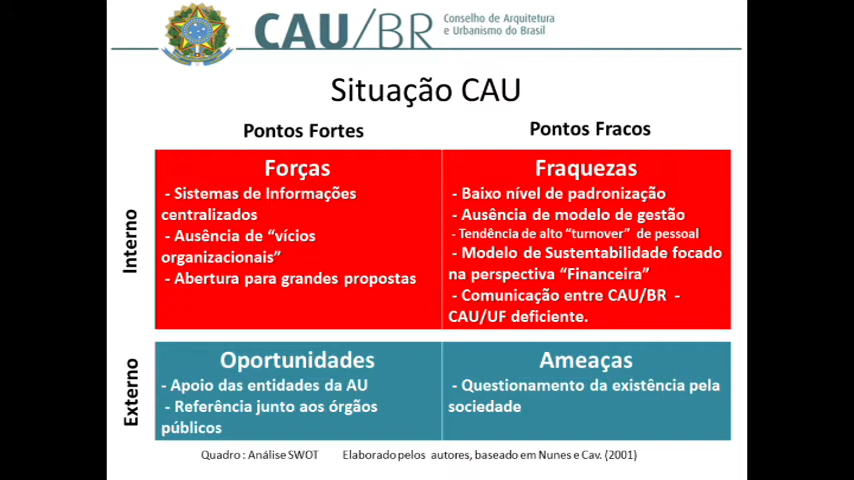 CAU/BR
Conselho de Arquitetura
e Urbanismo do Brasil
Situação CAU
Pontos Fortes
Pontos Fracos
Interno
Forças
- Sistemas de Informações
centralizados
- Ausência de “vícios
organizacionais”
- Abertura para grandes propostas
Fraquezas
- Baixo nível de padronização
- Ausência de modelo de gestão
- Tendência de alto “turnover” de pessoal
- Modelo de Sustentabilidade focado
na perspectiva “Financeira”
- Comunicação entre CAU/BR -
CAU/UF deficiente.
Externo
Oportunidades
- Apoio das entidades da AU
- Referência junto aos órgãos
públicos
Ameaças
- Questionamento da existência pela
sociedade
Quadro : Análise SWOT Elaborado pelos autores, baseado em Nunes e Cav. (2001)